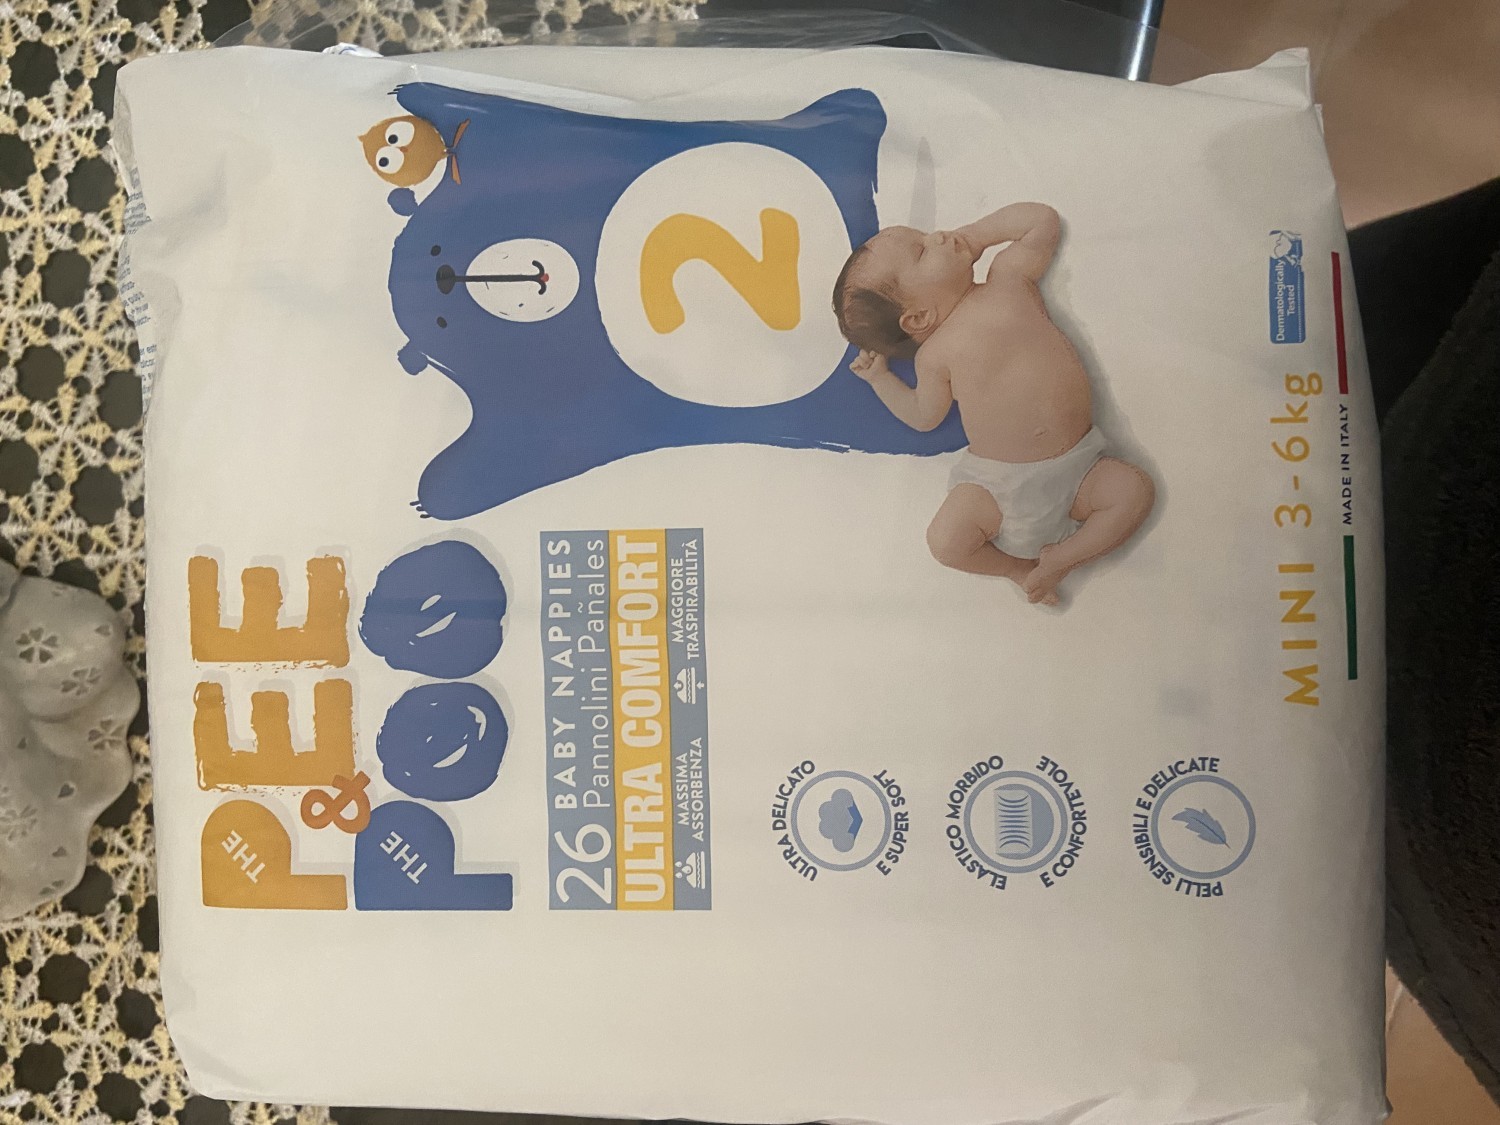 THE
PEE
&
THE
POO
2
26 BABY NAPPIES
Pannolini Pañales
ULTRA COMFORT
MASSIMA
ASSORBENZA
MAGGIORE
TRASPIRABILITÀ
ULTRA DELICATO
E SUPER SOFT
ELASTICO MORBIDO
E CONFORTEVOLE
PELLI SENSIBILI E DELICATE
MINI 3-6kg
Dermatologically
Tested
MADE IN ITALY